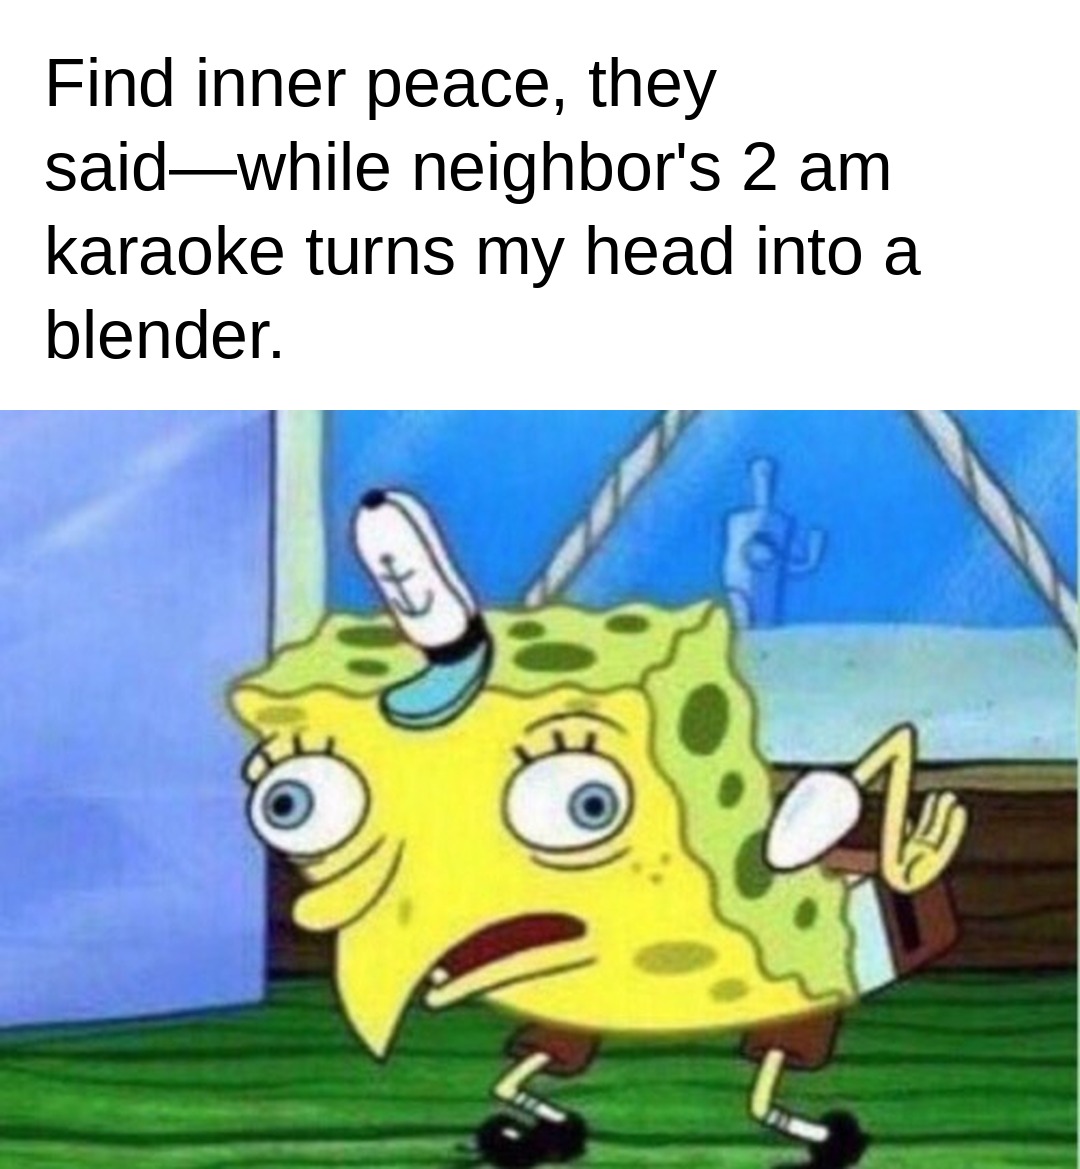 Find inner peace, they
said—while neighbor's 2 am
karaoke turns my head into a
blender.